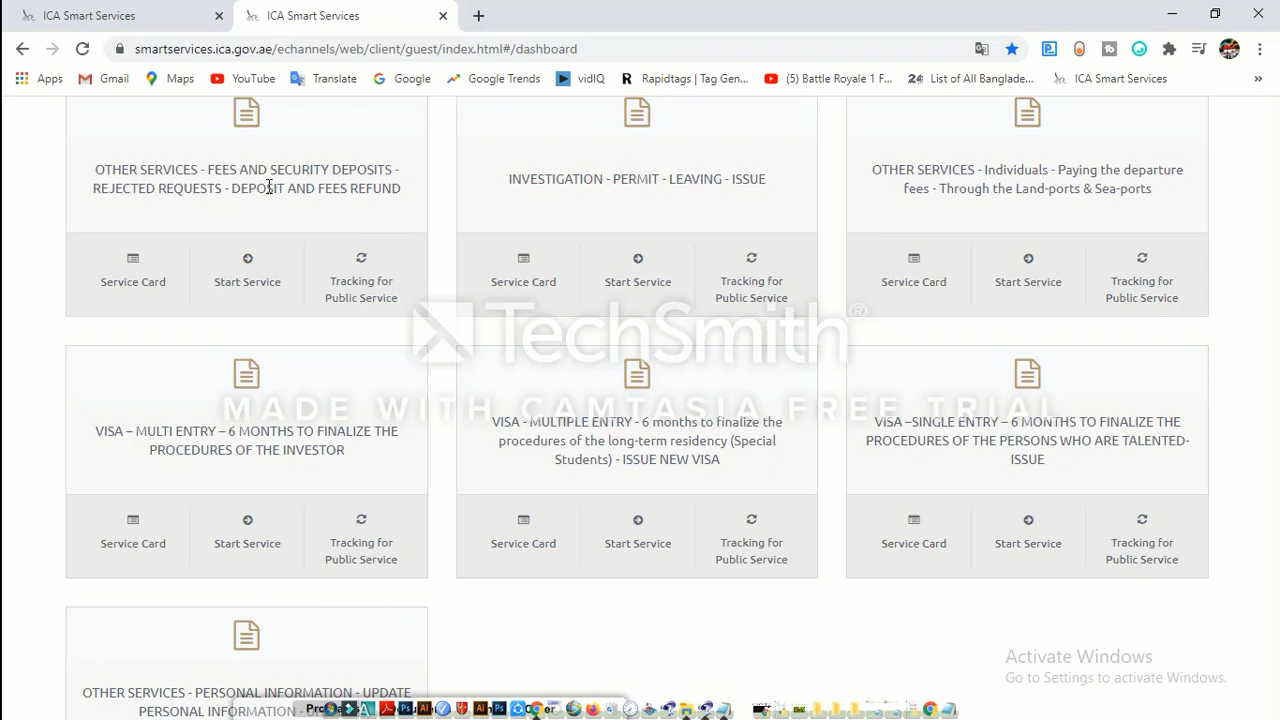 ICA Smart Services
ICA Smart Services
smartservices.ica.gov.ae/echannels/web/client/guest/index.html#/dashboard
Apps
Gmail
Maps
YouTube
Translate
Google
Google Trends
vidIQ
Rapidtags | Tag Gen...
(5) Battle Royale 1 F...
List of All Banglade...
ICA Smart Services
»
OTHER SERVICES - FEES AND SECURITY DEPOSITS -
REJECTED REQUESTS - DEPOSIT AND FEES REFUND
Service Card
Start Service
Tracking for
Public Service
INVESTIGATION - PERMIT - LEAVING - ISSUE
Service Card
Start Service
Tracking for
Public Service
OTHER SERVICES - Individuals - Paying the departure
fees - Through the Land-ports & Sea-ports
Service Card
Start Service
Tracking for
Public Service
TechSmith®
MADE WITH CAMTASIA FREE TRIAL
VISA – MULTI ENTRY – 6 MONTHS TO FINALIZE THE
PROCEDURES OF THE INVESTOR
Service Card
Start Service
Tracking for
Public Service
VISA - MULTIPLE ENTRY - 6 months to finalize the
procedures of the long-term residency (Special
Students) - ISSUE NEW VISA
Service Card
Start Service
Tracking for
Public Service
VISA –SINGLE ENTRY – 6 MONTHS TO FINALIZE THE
PROCEDURES OF THE PERSONS WHO ARE TALENTED-
ISSUE
Service Card
Start Service
Tracking for
Public Service
OTHER SERVICES - PERSONAL INFORMATION - UPDATE
PERSONAL INFORMATION -
Activate Windows
Go to Settings to activate Windows.